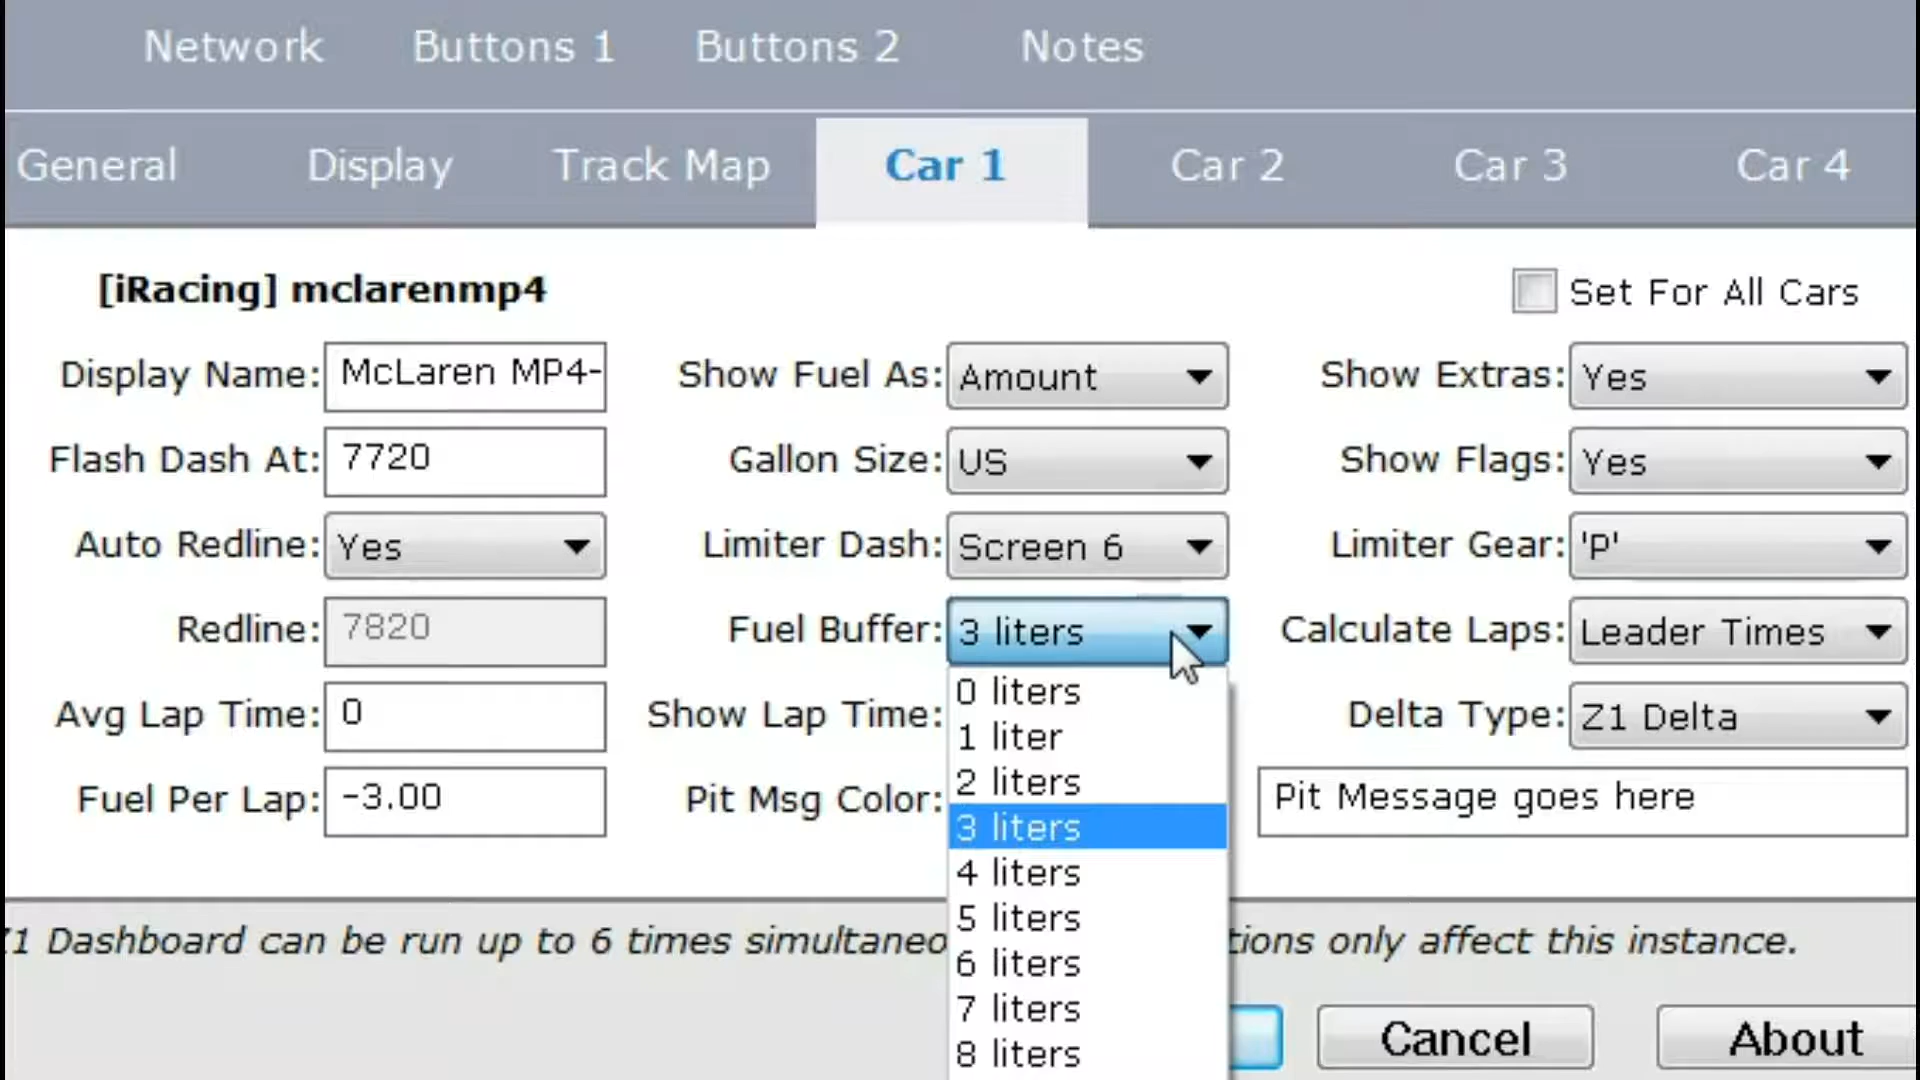 Network Buttons 1 Buttons 2 Notes
General Display Track Map Car 1 Car 2 Car 3 Car 4
[iRacing] mclarenmp4 Set For All Cars
Display Name: McLaren MP4- Show Fuel As: Amount Show Extras: Yes
Flash Dash At: 7720 Gallon Size: US Show Flags: Yes
Auto Redline: Yes Limiter Dash: Screen 6 Limiter Gear: 'P'
Redline: 7820 Fuel Buffer: 3 liters Calculate Laps: Leader Times
Avg Lap Time: 0 Show Lap Time: Delta Type: Z1 Delta
Fuel Per Lap: -3.00 Pit Msg Color: Pit Message goes here
0 liters
1 liter
2 liters
3 liters
4 liters
5 liters
6 liters
7 liters
8 liters
Z1 Dashboard can be run up to 6 times simultaneo tions only affect this instance.
Cancel About